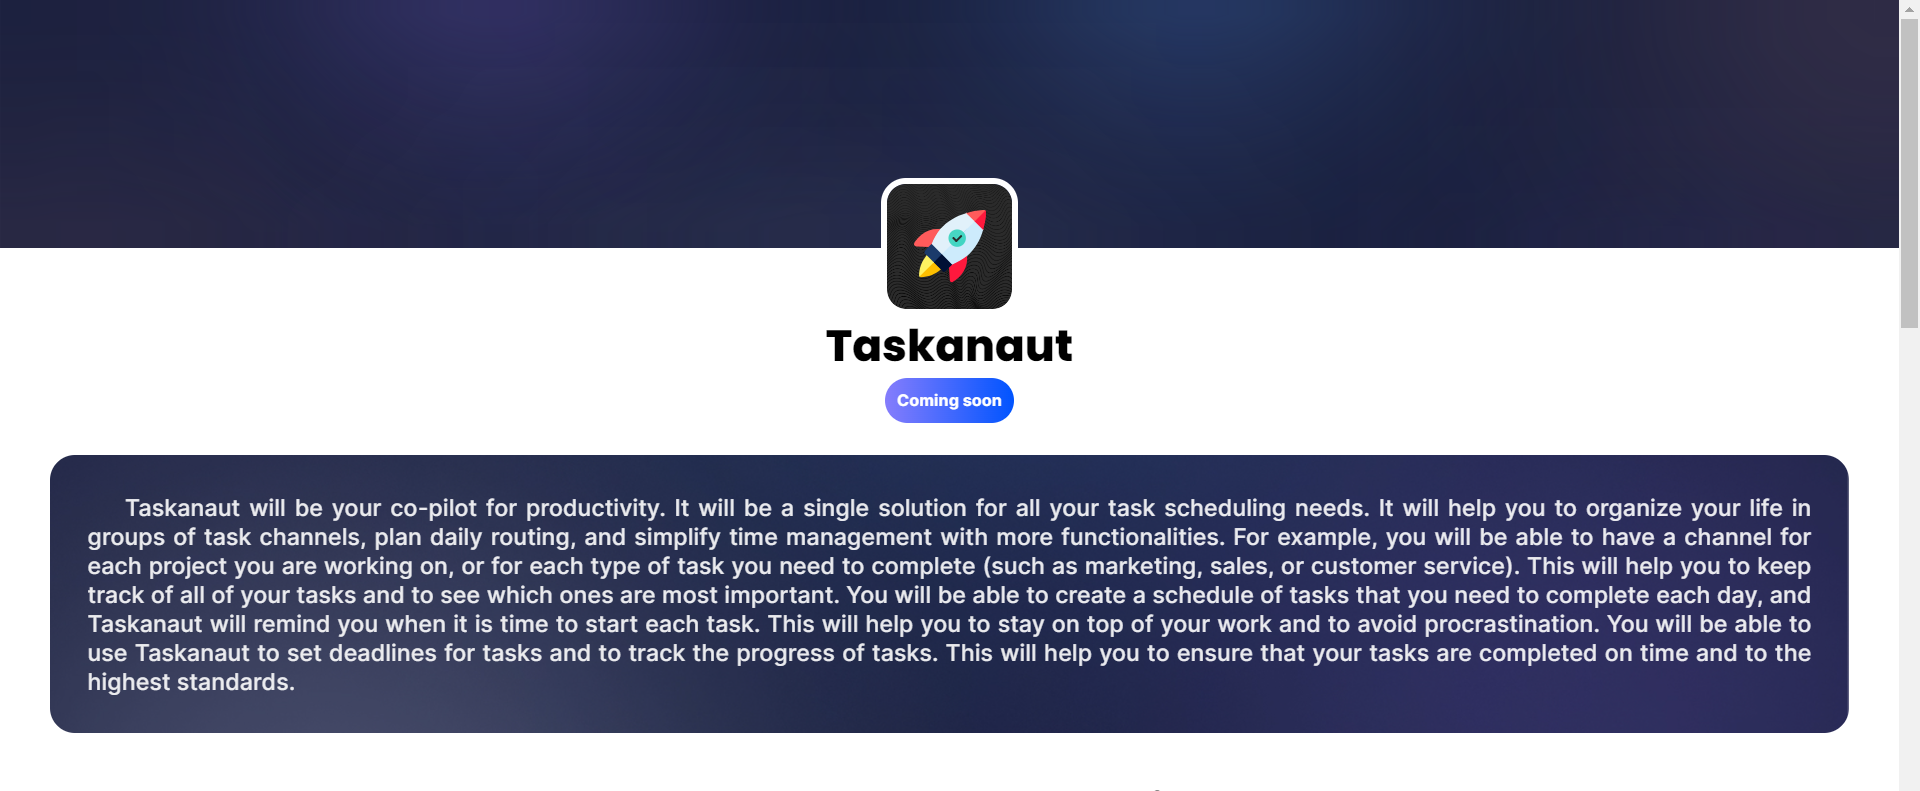 Taskanaut
Coming soon
Taskanaut will be your co-pilot for productivity. It will be a single solution for all your task scheduling needs. It will help you to organize your life in
groups of task channels, plan daily routing, and simplify time management with more functionalities. For example, you will be able to have a channel for
each project you are working on, or for each type of task you need to complete (such as marketing, sales, or customer service). This will help you to keep
track of all of your tasks and to see which ones are most important. You will be able to create a schedule of tasks that you need to complete each day, and
Taskanaut will remind you when it is time to start each task. This will help you to stay on top of your work and to avoid procrastination. You will be able to
use Taskanaut to set deadlines for tasks and to track the progress of tasks. This will help you to ensure that your tasks are completed on time and to the
highest standards.